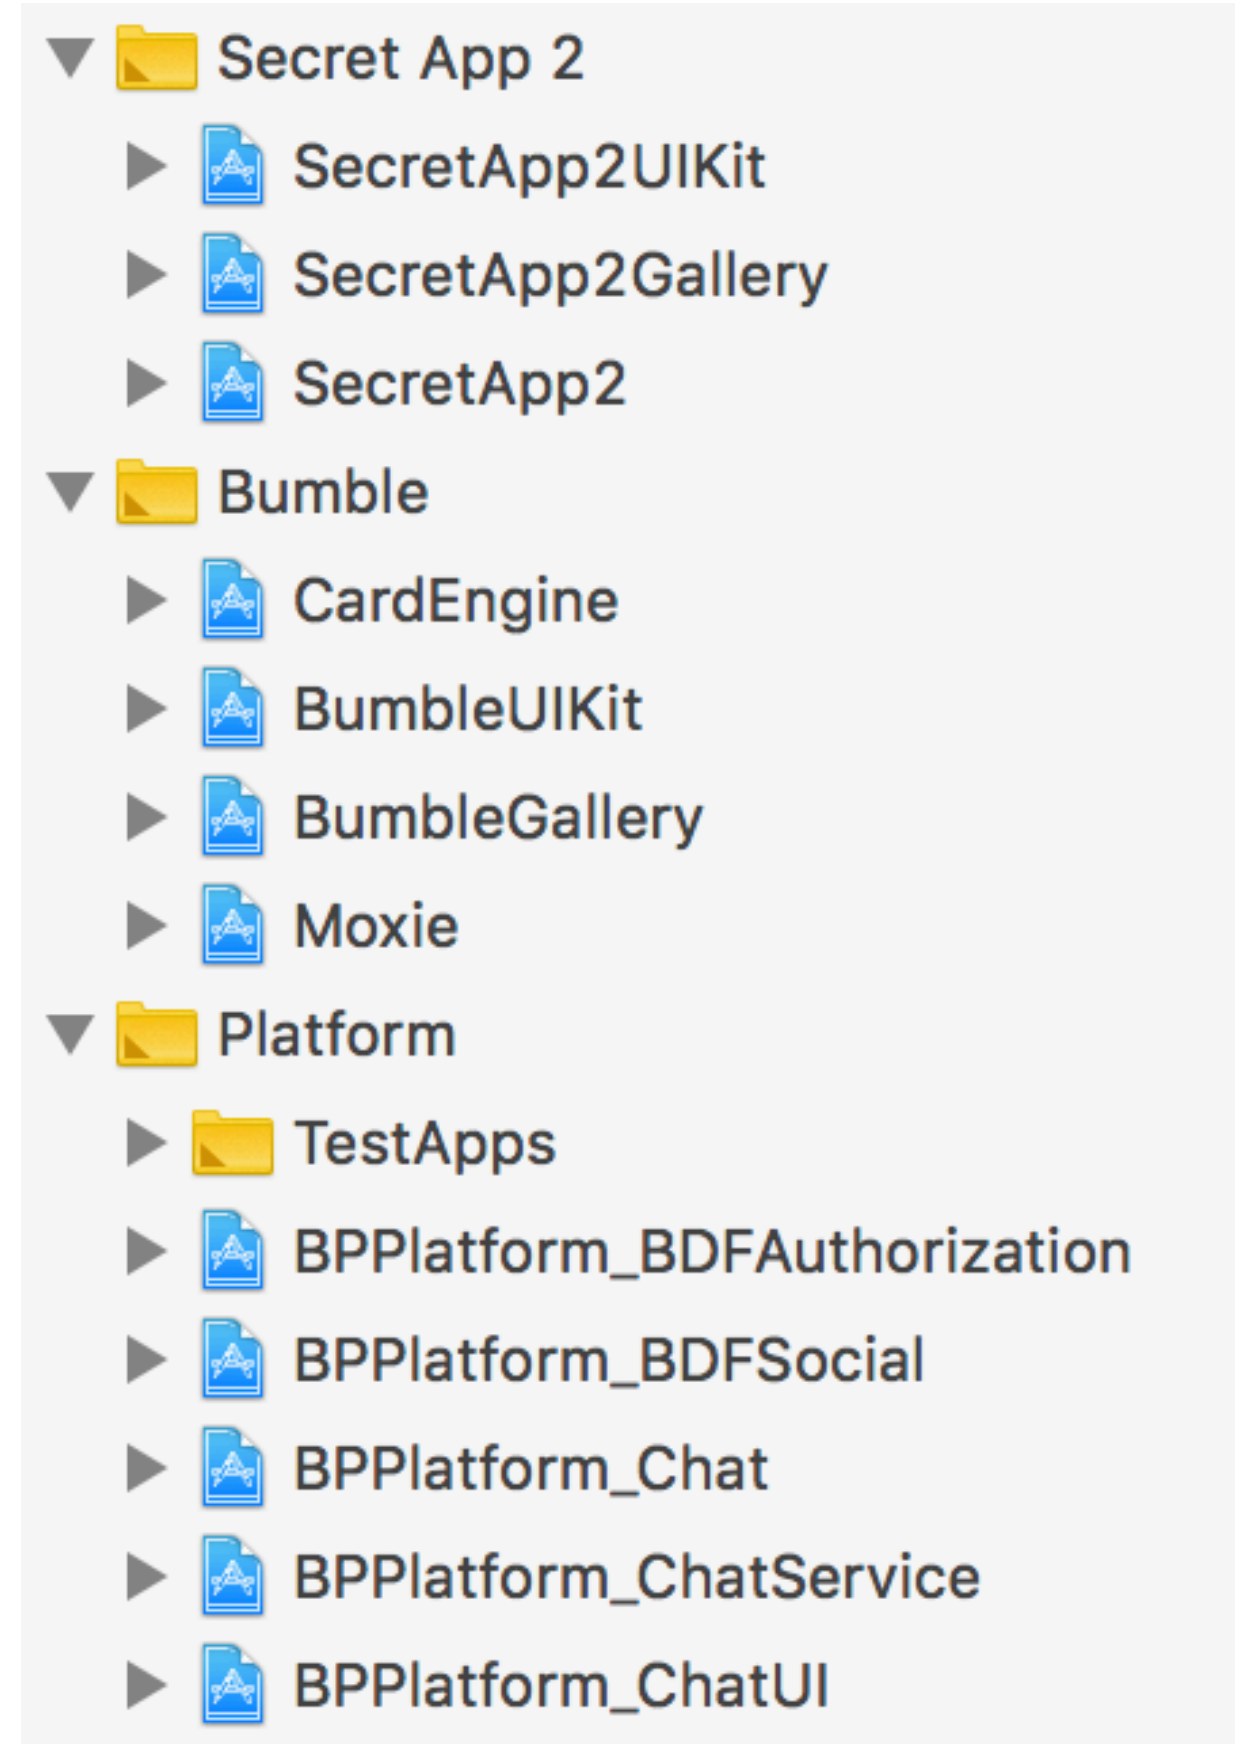 Secret App 2
SecretApp2UIKit
SecretApp2Gallery
SecretApp2
Bumble
CardEngine
BumbleUIKit
BumbleGallery
Moxie
Platform
TestApps
BPPlatform_BDFAuthorization
BPPlatform_BDFSocial
BPPlatform_Chat
BPPlatform_ChatService
BPPlatform_ChatUI